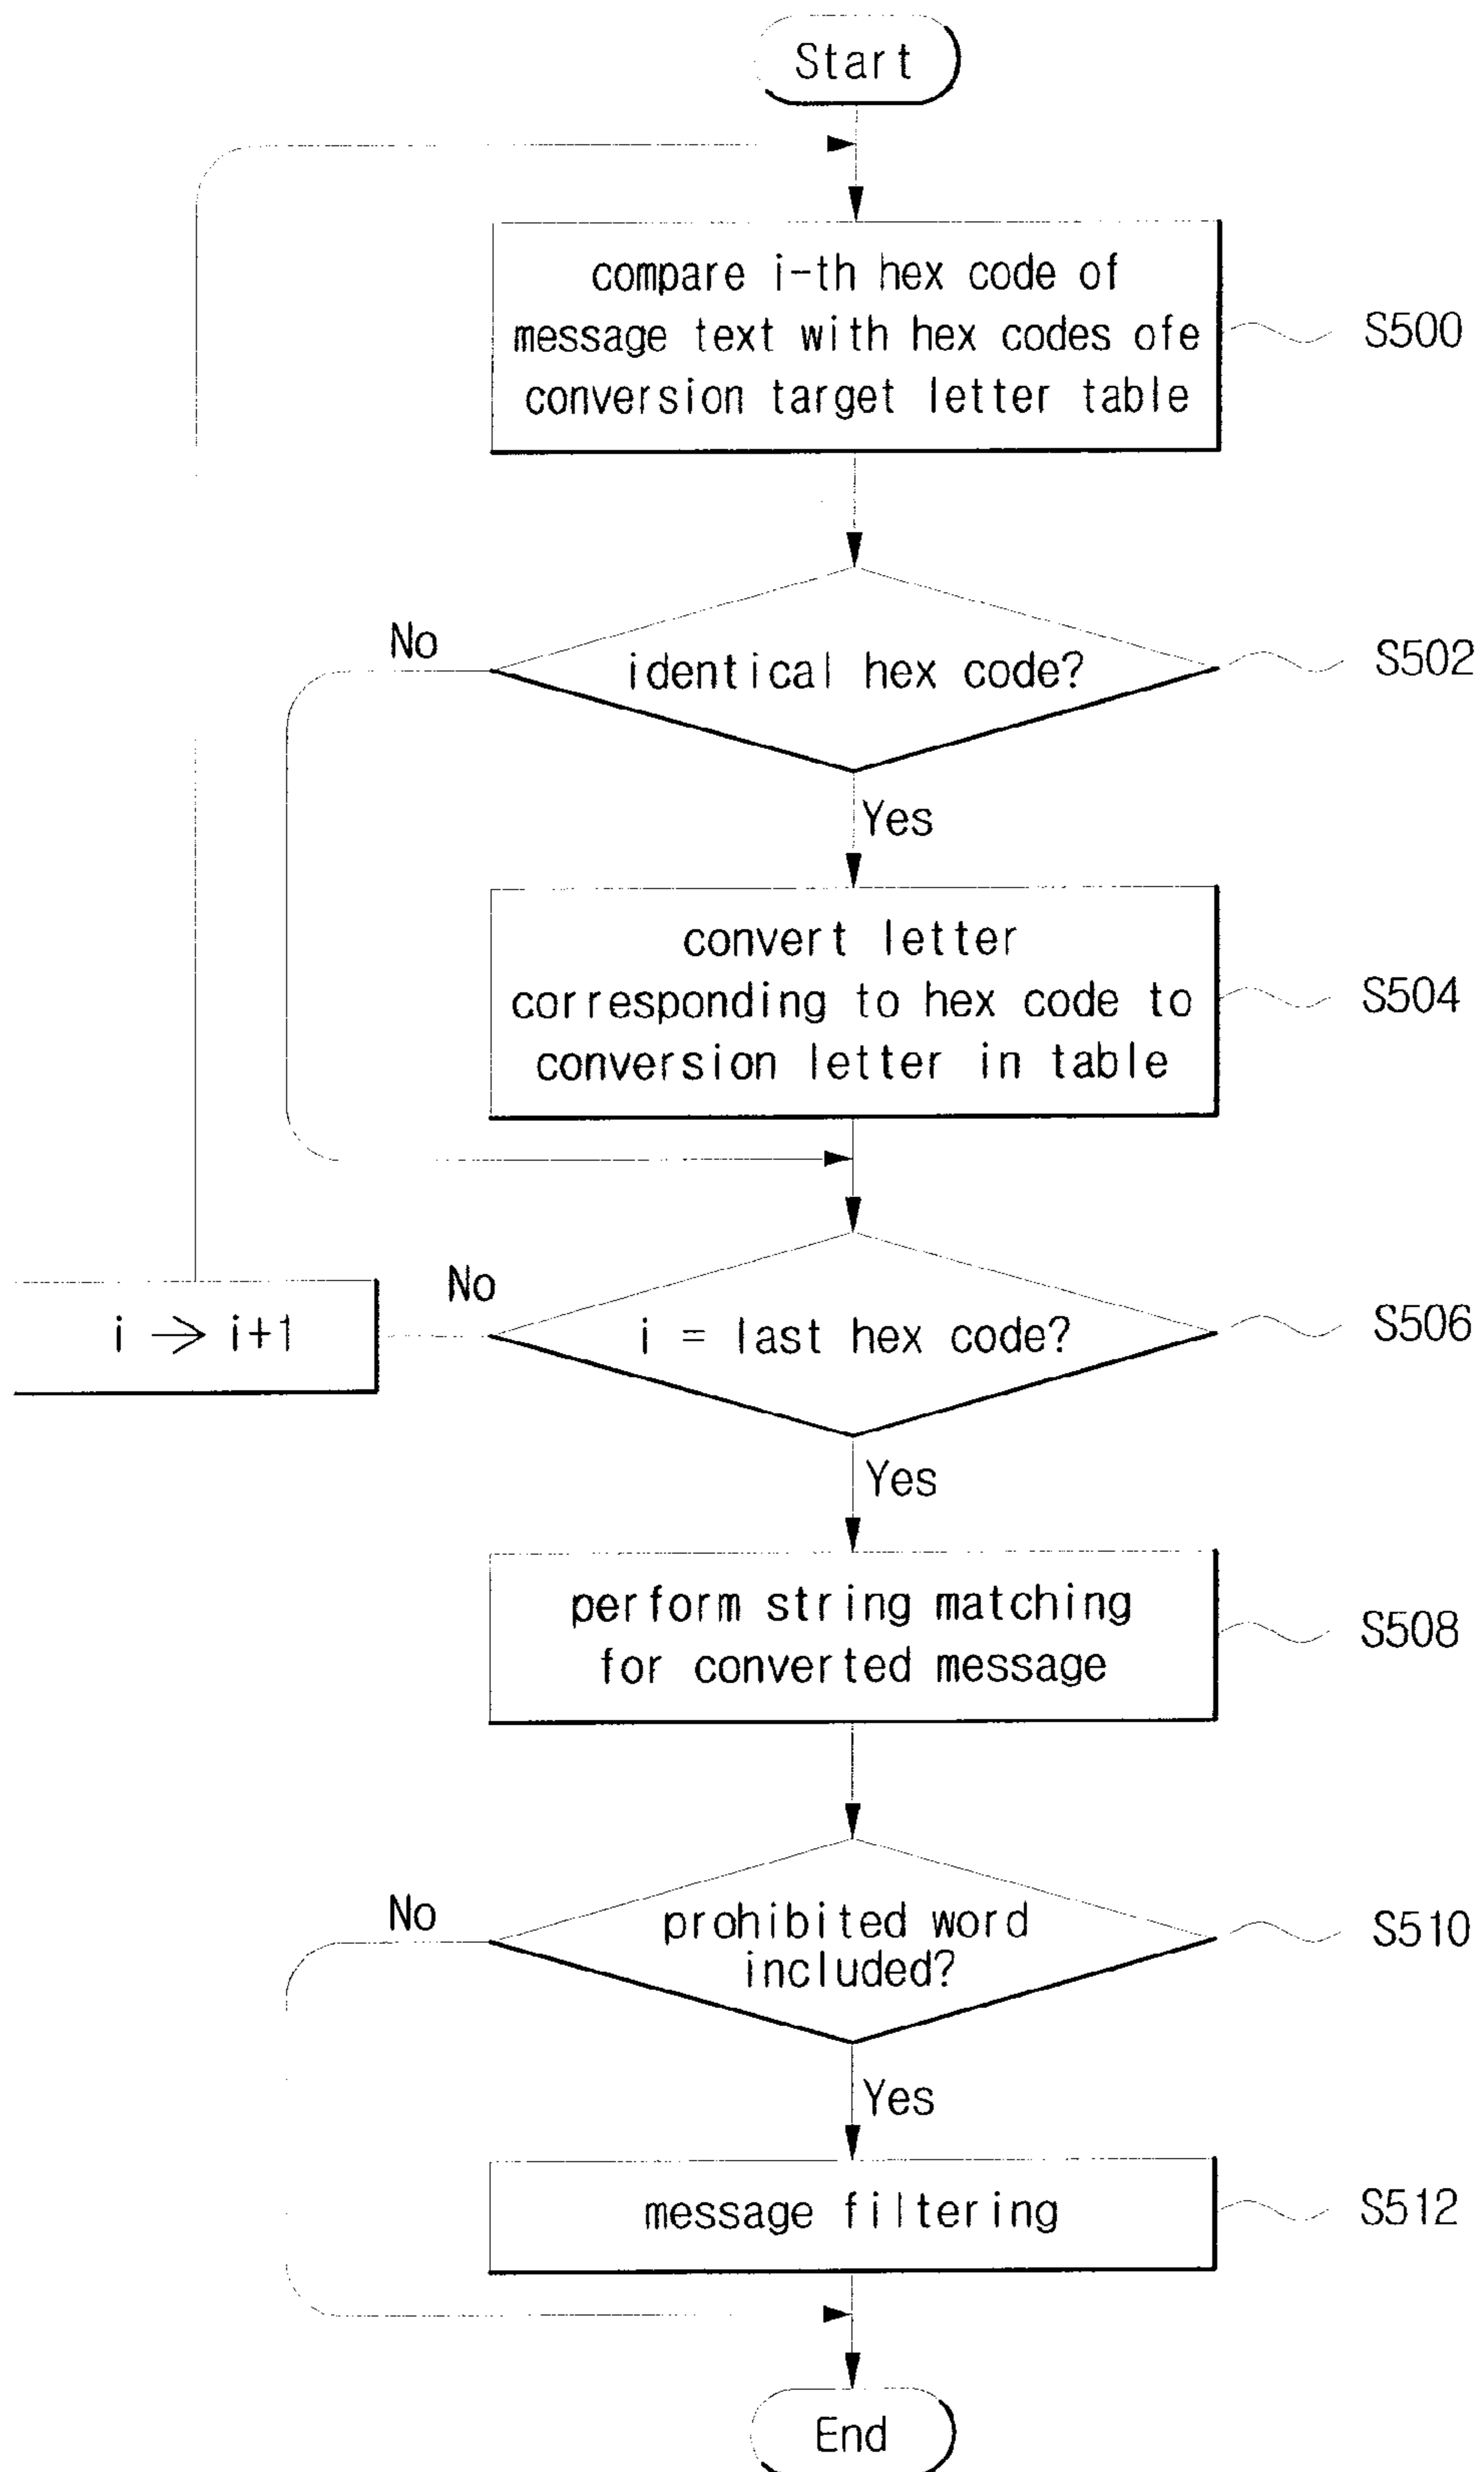 Start
compare i-th hex code of
message text with hex codes ofe
conversion target letter table
S500
No
identical hex code?
S502
Yes
convert letter
corresponding to hex code to
conversion letter in table
S504
No
i → i+1
i = last hex code?
S506
Yes
perform string matching
for converted message
S508
No
prohibited word
included?
S510
Yes
message filtering
S512
End